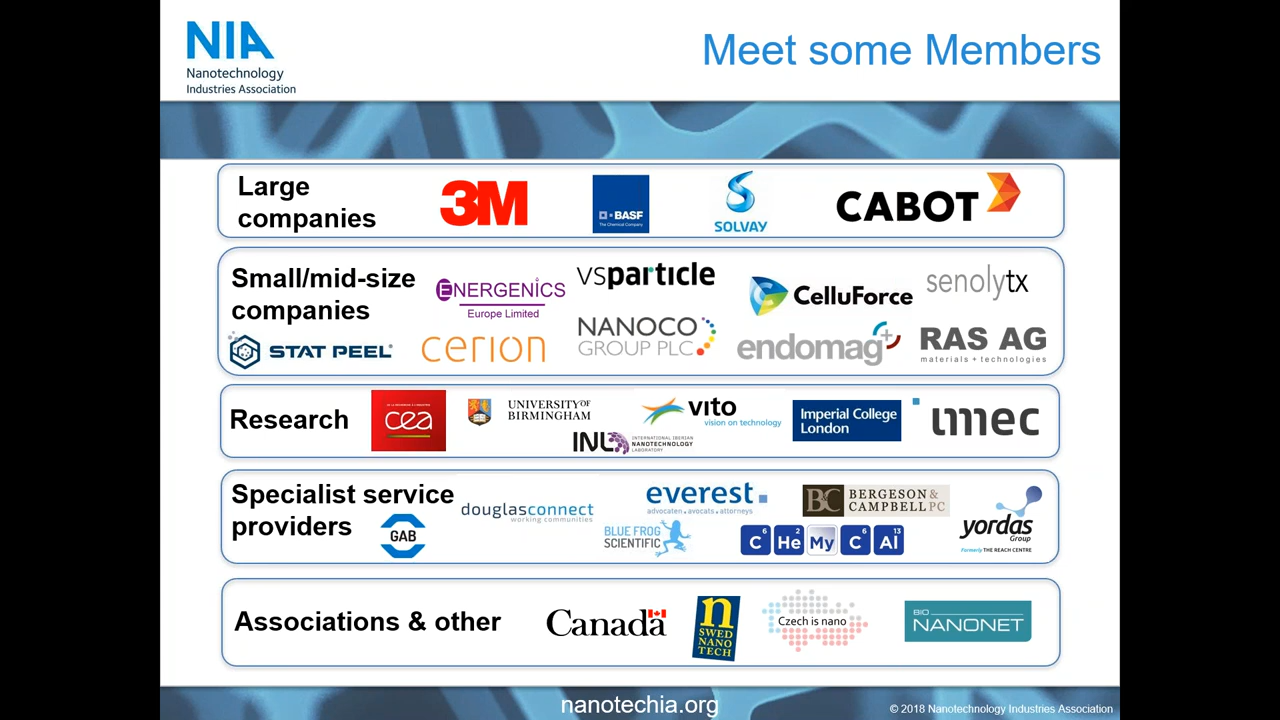 NIA
Nanotechnology
Industries Association
Meet some Members
Large
companies
3M
BASF
The Chemical Company
SOLVAY
CABOT
Small/mid-size
companies
ENERGENICS
Europe Limited
vsparticle
CelluForce
senolytx
STAT PEEL
cerion
NANOCO
GROUP PLC
endomag+
RAS AG
materials + technologies
Research
cea
UNIVERSITY OF
BIRMINGHAM
vito
vision on technology
Imperial College
London
imec
INL
INTERNATIONAL IBERIAN
NANOTECHNOLOGY
LABORATORY
Specialist service
providers
GAB
douglasconnect
working communities
everest.
advocaten . avocats . attorneys
B&C
BERGESON &
CAMPBELL PC
BLUE FROG
SCIENTIFIC
6 2 6 13
C He My C Al
yordas
Group
Formerly THE REACH CENTRE
Associations & other
Canada
n
SWED
NANO
TECH
Czech is nano
BIO
NANONET
nanotechia.org
© 2018 Nanotechnology Industries Association